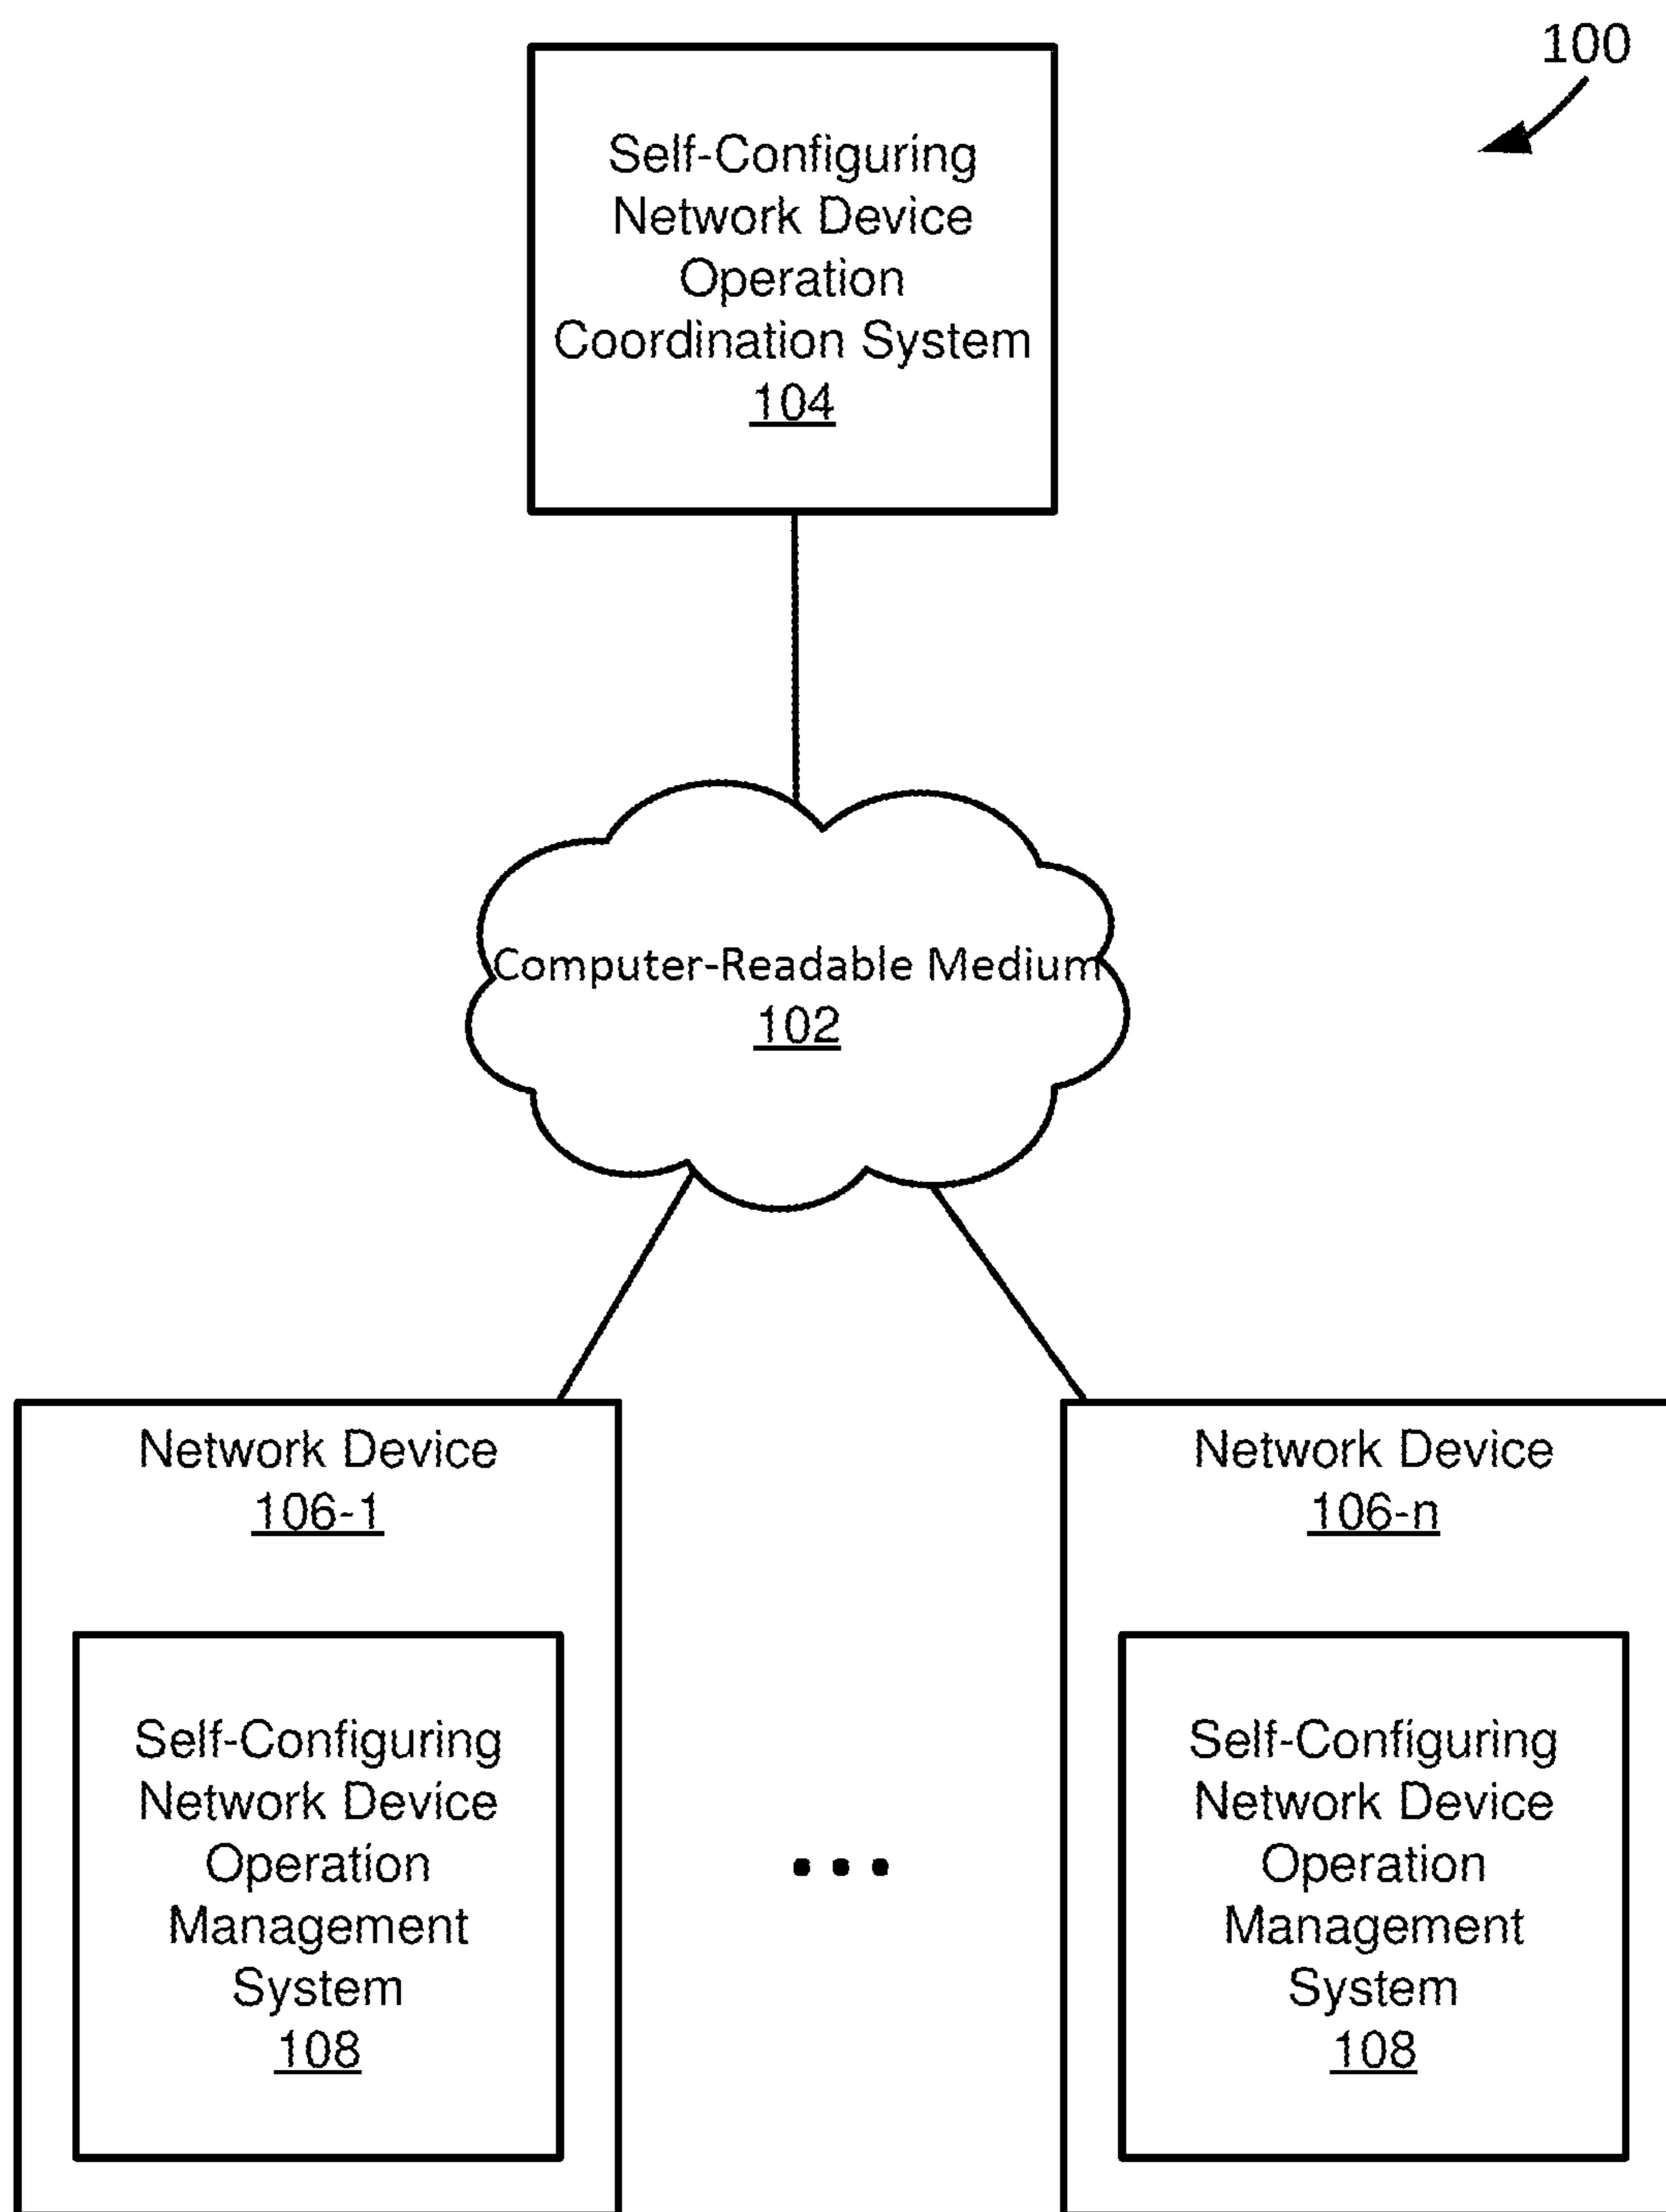 100
Self-Configuring
Network Device
Operation
Coordination System
104
Computer-Readable Medium
102
Network Device
106-1
Self-Configuring
Network Device
Operation
Management
System
108
...
Network Device
106-n
Self-Configuring
Network Device
Operation
Management
System
108